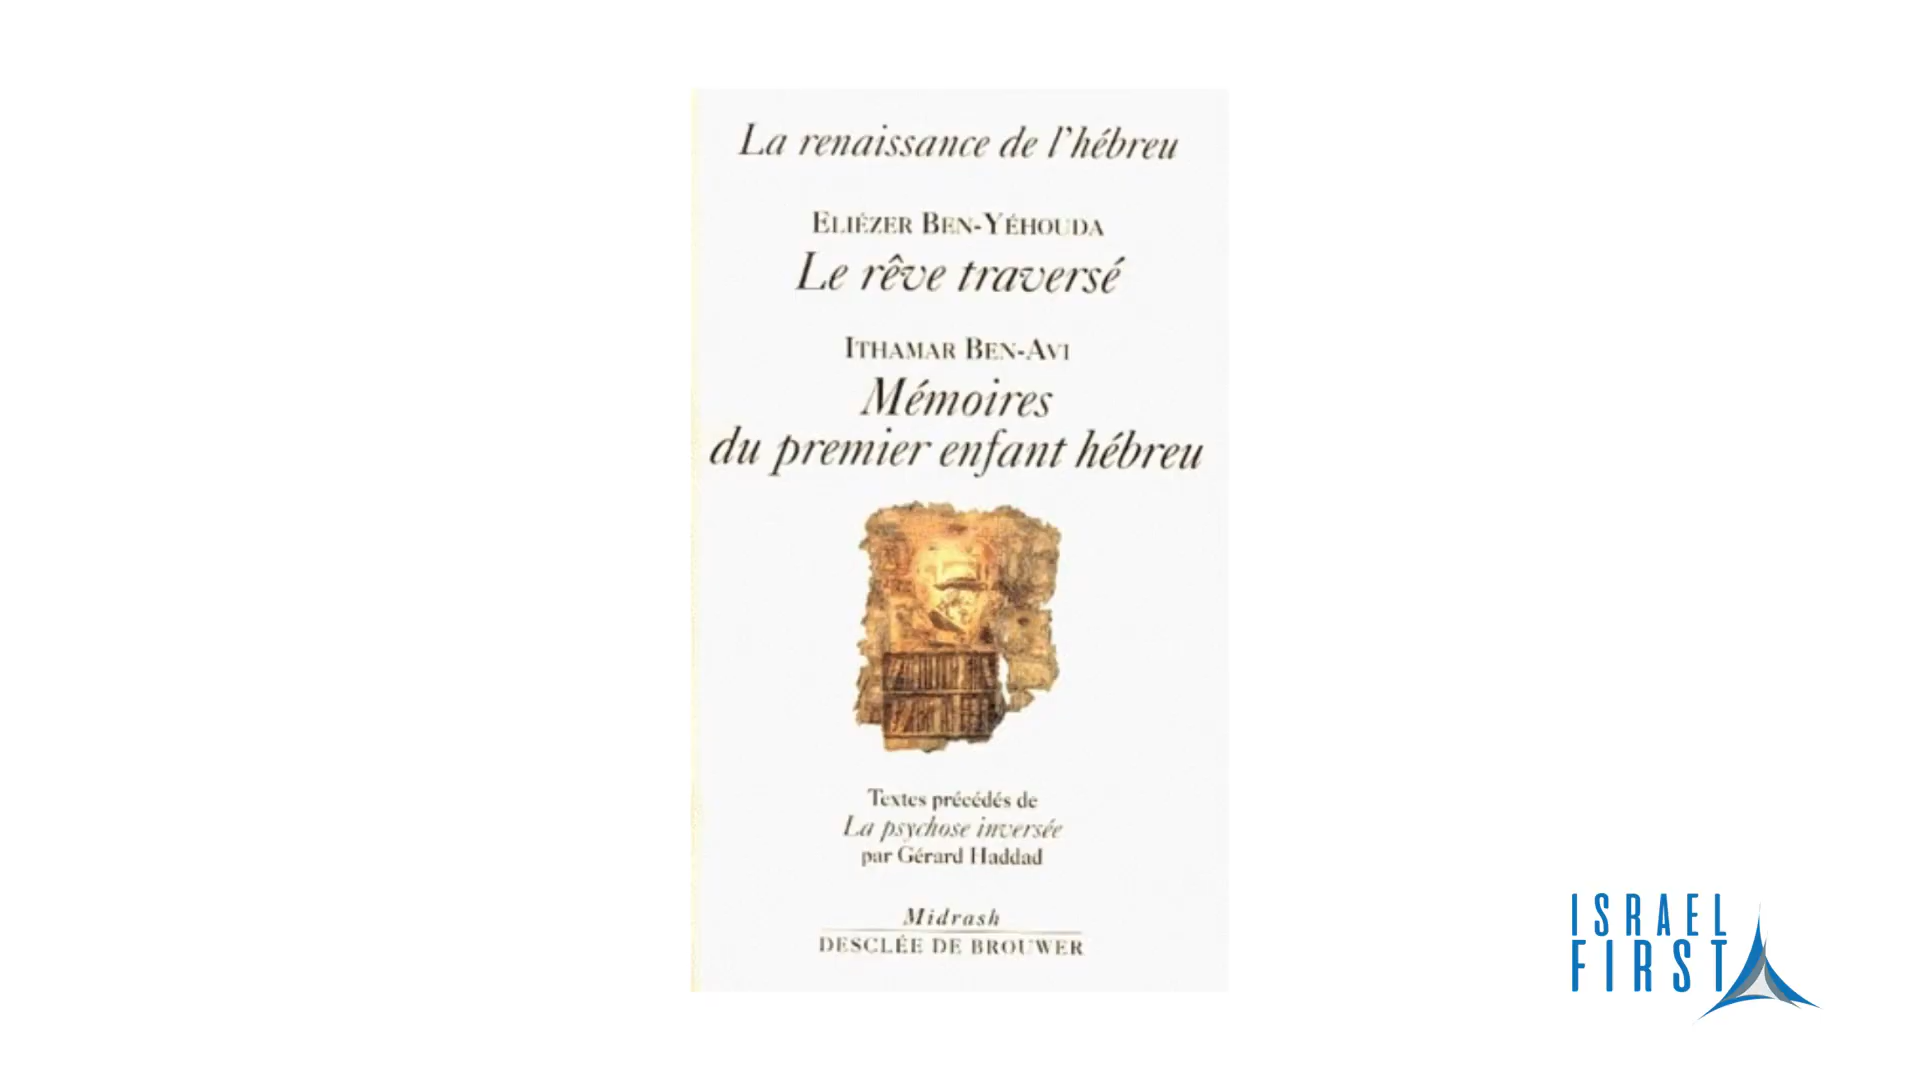 La renaissance de l'hébreu
ELIÉZER BEN-YÉHOUDA
Le rêve traversé
ITHAMAR BEN-AVI
Mémoires
du premier enfant hébreu
Textes précédés de
La psychose inversée
par Gérard Haddad
Midrash
DESCLÉE DE BROUWER
ISRAEL
FIRST